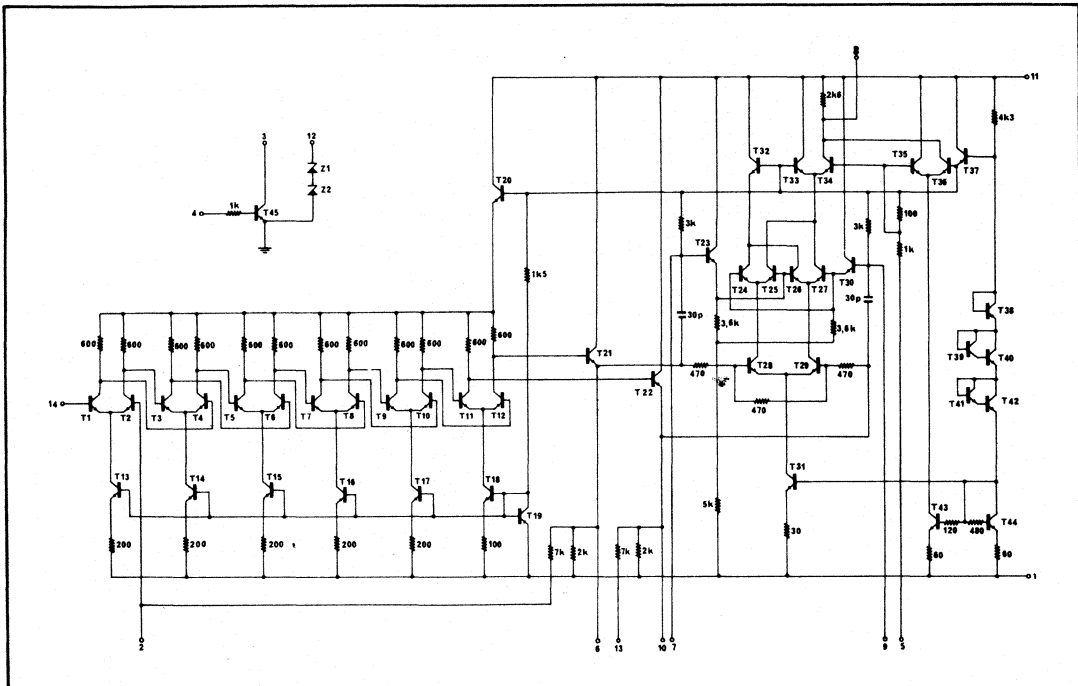 8
11
3
12
2k6
4k3
Z1
Z2
T32
T33
T34
T35
T36
T37
T20
4
1k
T45
3k
3k
100
1k
T23
1k5
T24
T25
T26
T27
T30
30p
30p
T38
3,6k
3,6k
T39
T40
600
600
600
600
600
600
600
600
600
600
600
T21
470
T28
T29
470
T22
T41
T42
470
14
T1
T2
T3
T4
T5
T6
T7
T8
T9
T10
T11
T12
T13
T14
T15
T16
T17
T18
T31
T19
5k
T43
120
480
T44
200
200
200
200
200
100
7k
2k
7k
2k
30
60
60
1
2
6
13
10
7
9
5